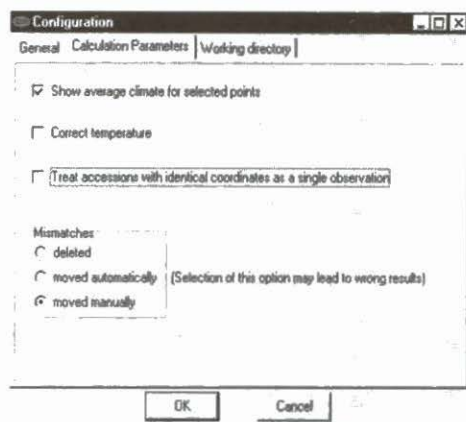 Configuration
General Calculation Parameters Working directory
Show average climate for selected points
Correct temperature
Treat accessions with identical coordinates as a single observation
Mismatches
deleted
moved automatically (Selection of this option may lead to wrong results)
moved manually
OK Cancel